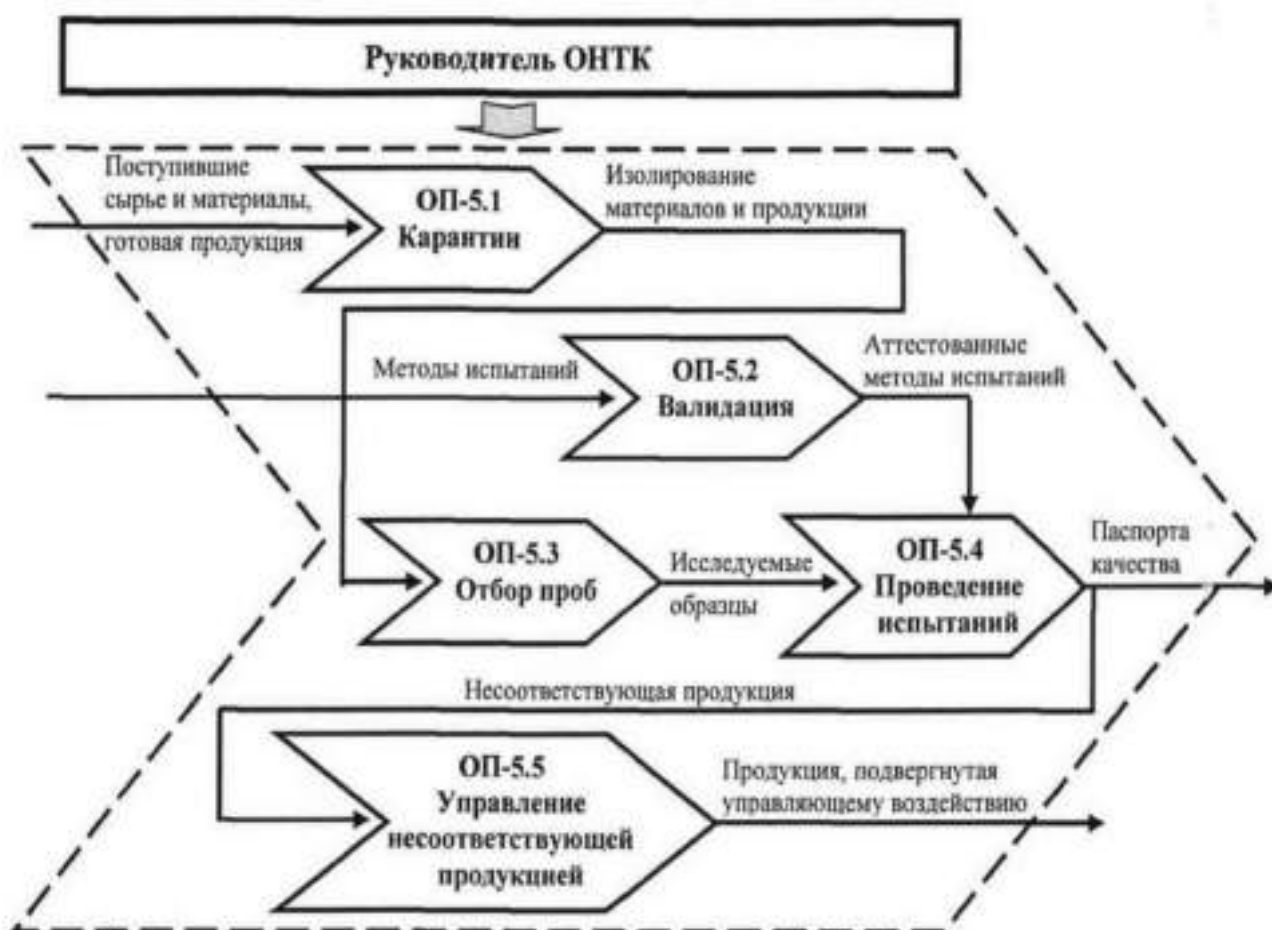 Руководитель ОНТК
Поступившие
сырье и материалы,
готовая продукция
ОП-5.1
Карантин
Изолирование
материалов и продукции
Методы испытаний
ОП-5.2
Валидация
Аттестованные
методы испытаний
ОП-5.3
Отбор проб
Исследуемые
образцы
ОП-5.4
Проведение
испытаний
Паспорта
качества
Несоответствующая продукция
ОП-5.5
Управление
несоответствующей
продукцией
Продукция, подвергнутая
управляющему воздействию